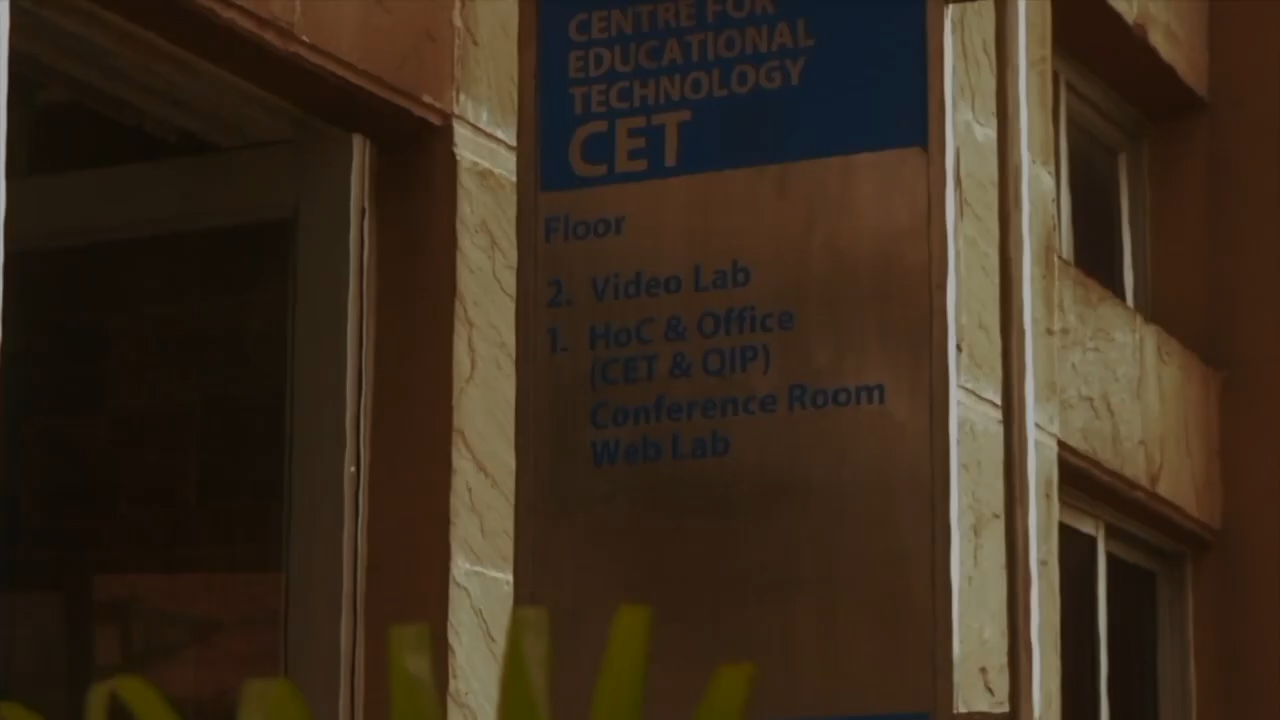 CENTRE FOR
EDUCATIONAL
TECHNOLOGY
CET
Floor
2. Video Lab
1. HoC & Office
(CET & QIP)
Conference Room
Web Lab